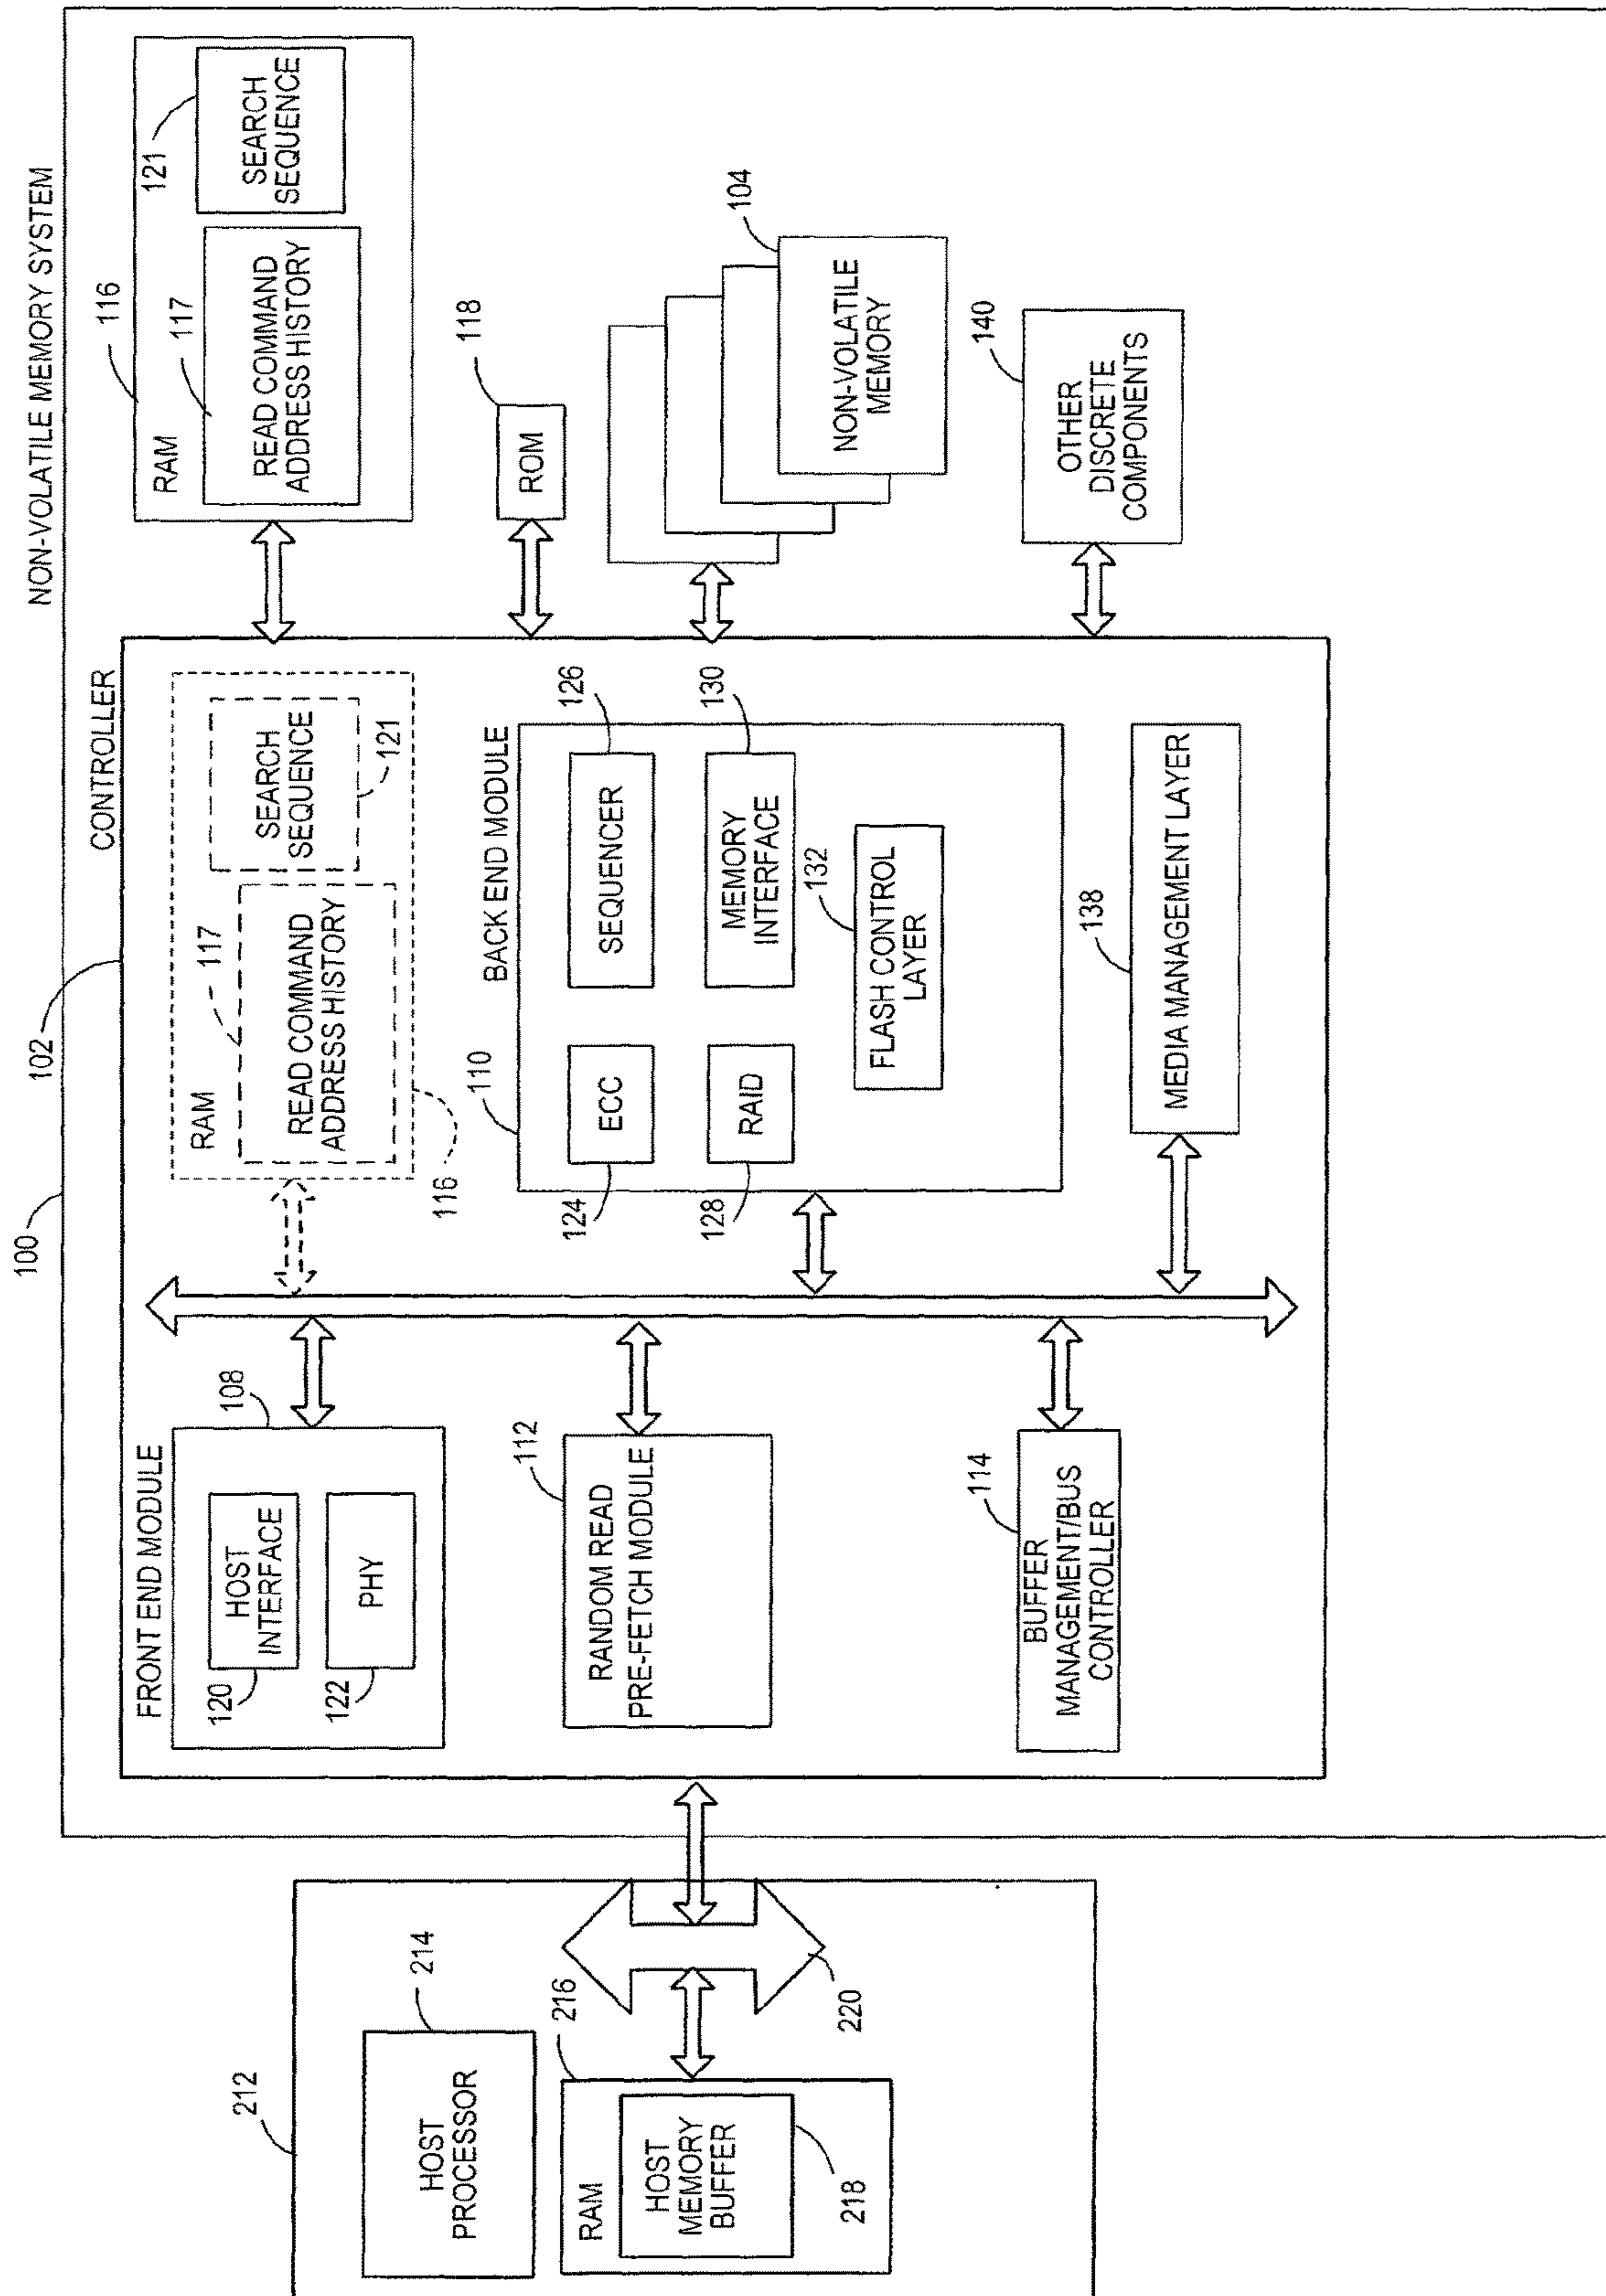 NON-VOLATILE MEMORY SYSTEM
100
102
CONTROLLER
212
HOST
PROCESSOR
214
RAM
216
HOST
MEMORY
BUFFER
218
220
FRONT END MODULE
108
HOST
INTERFACE
120
PHY
122
RANDOM READ
PRE-FETCH MODULE
112
BUFFER
MANAGEMENT/BUS
CONTROLLER
114
RAM
116
READ COMMAND
ADDRESS HISTORY
117
SEARCH
SEQUENCE
121
BACK END MODULE
110
ECC
124
SEQUENCER
126
RAID
128
MEMORY
INTERFACE
130
FLASH CONTROL
LAYER
132
MEDIA MANAGEMENT LAYER
138
RAM
116
READ COMMAND
ADDRESS HISTORY
117
SEARCH
SEQUENCE
121
ROM
118
NON-VOLATILE
MEMORY
104
OTHER
DISCRETE
COMPONENTS
140